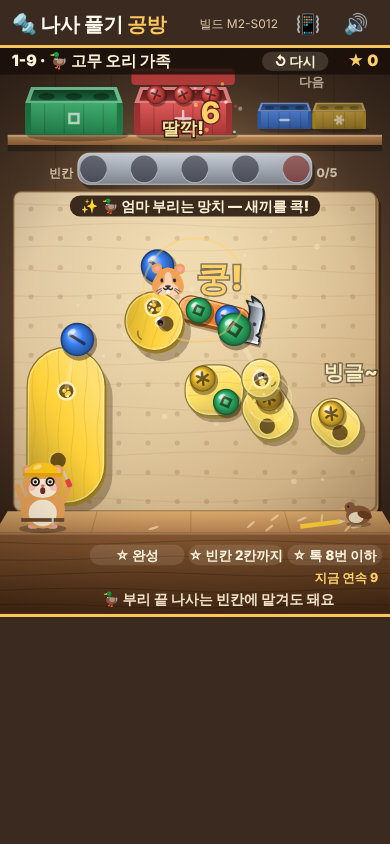 나사 풀기 공방
빌드 M2-S012
1-9 · 고무 오리 가족
다시
★ 0
다음
6
딸깍!
빈칸
0/5
✨ 🦆 엄마 부리는 망치 — 새끼를 콕!
쿵!
빙글~
☆ 완성
☆ 빈칸 2칸까지
☆ 톡 8번 이하
지금 연속 9
🦆 부리 끝 나사는 빈칸에 맡겨도 돼요